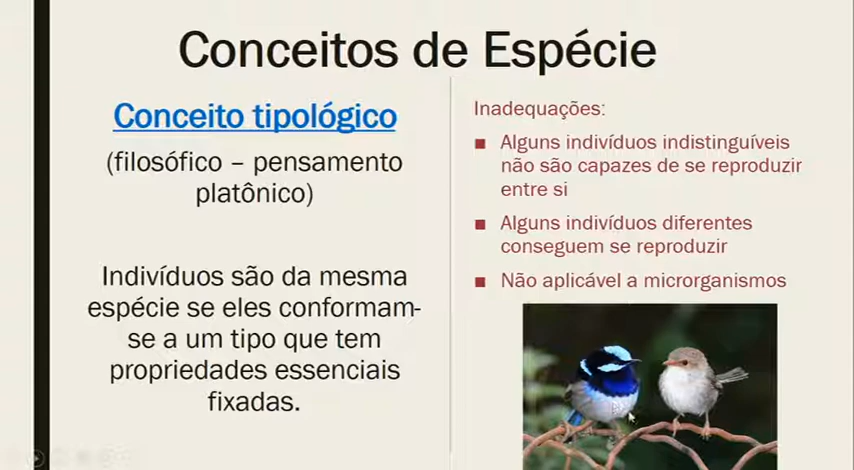 Conceitos de Espécie
Conceito tipológico
(filosófico – pensamento
platônico)
Indivíduos são da mesma
espécie se eles conformam-
se a um tipo que tem
propriedades essenciais
fixadas.
Inadequações:
■ Alguns indivíduos indistinguíveis
não são capazes de se reproduzir
entre si
■ Alguns indivíduos diferentes
conseguem se reproduzir
■ Não aplicável a microrganismos